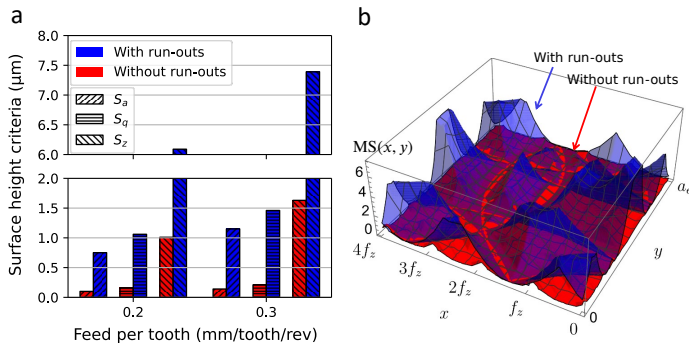 a
8.0
7.5
7.0
6.5
6.0
2.0
1.5
1.0
0.5
0.0
Surface height criteria (μm)
With run-outs
Without run-outs
Sa
Sq
Sz
0.2
0.3
Feed per tooth (mm/tooth/rev)
b
With run-outs
Without run-outs
MS(x, y)
6
4
2
0
4fz
3fz
2fz
fz
0
x
0
y